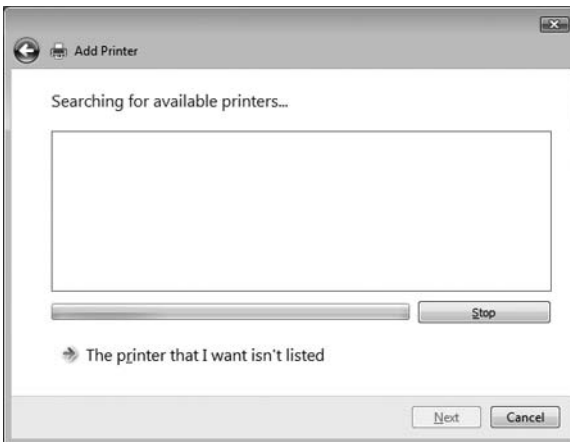 Add Printer
Searching for available printers...
Stop
The printer that I want isn't listed
Next Cancel